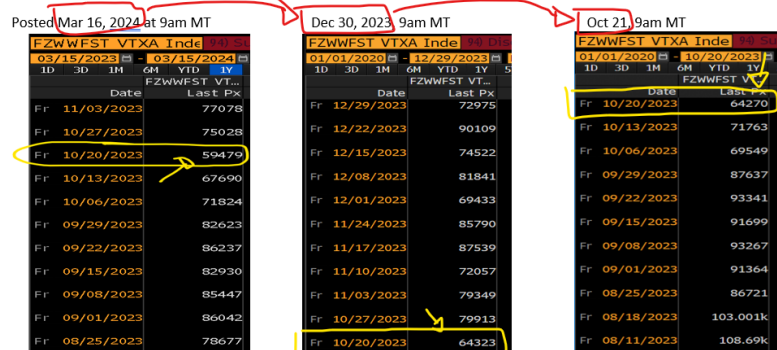 Posted Mar 16, 2024 at 9am MT
FZWWFST VTXA Inde 94) Su
03/15/2023 - 03/15/2024
1D 3D 1M 6M YTD 1Y
FZWWFST VT...
Date Last Px
Fr 11/03/2023 77078
Fr 10/27/2023 75028
Fr 10/20/2023 59479
Fr 10/13/2023 67690
Fr 10/06/2023 71824
Fr 09/29/2023 82623
Fr 09/22/2023 86237
Fr 09/15/2023 82930
Fr 09/08/2023 85447
Fr 09/01/2023 86042
Fr 08/25/2023 78677
Dec 30, 2023, 9am MT
FZWWFST VTXA Inde 94) Dis
01/01/2020 - 12/29/2023
1D 3D 1M 6M YTD 1Y 5
FZWWFST VT...
Date Last Px
Fr 12/29/2023 72975
Fr 12/22/2023 90109
Fr 12/15/2023 74522
Fr 12/08/2023 81841
Fr 12/01/2023 69433
Fr 11/24/2023 85790
Fr 11/17/2023 87539
Fr 11/10/2023 72057
Fr 11/03/2023 79349
Fr 10/27/2023 79913
Fr 10/20/2023 64323
Oct 21, 9am MT
FZWWFST VTXA Inde 94) Su
01/01/2020 - 10/20/2023
1D 3D 1M 6M YTD 1Y
FZWWFST VT...
Date Last Px
Fr 10/20/2023 64270
Fr 10/13/2023 71763
Fr 10/06/2023 69549
Fr 09/29/2023 87637
Fr 09/22/2023 93341
Fr 09/15/2023 91699
Fr 09/08/2023 93267
Fr 09/01/2023 91364
Fr 08/25/2023 86721
Fr 08/18/2023 103.001k
Fr 08/11/2023 108.69k